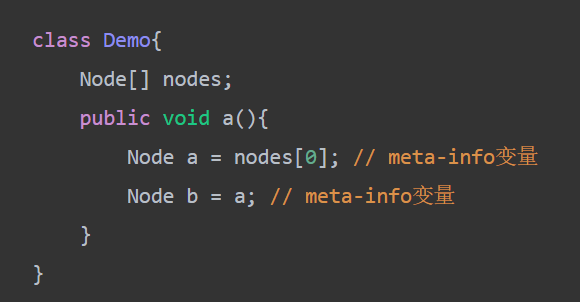 class Demo{
    Node[] nodes;
    public void a(){
        Node a = nodes[0]; // meta-info变量
        Node b = a; // meta-info变量
    }
}